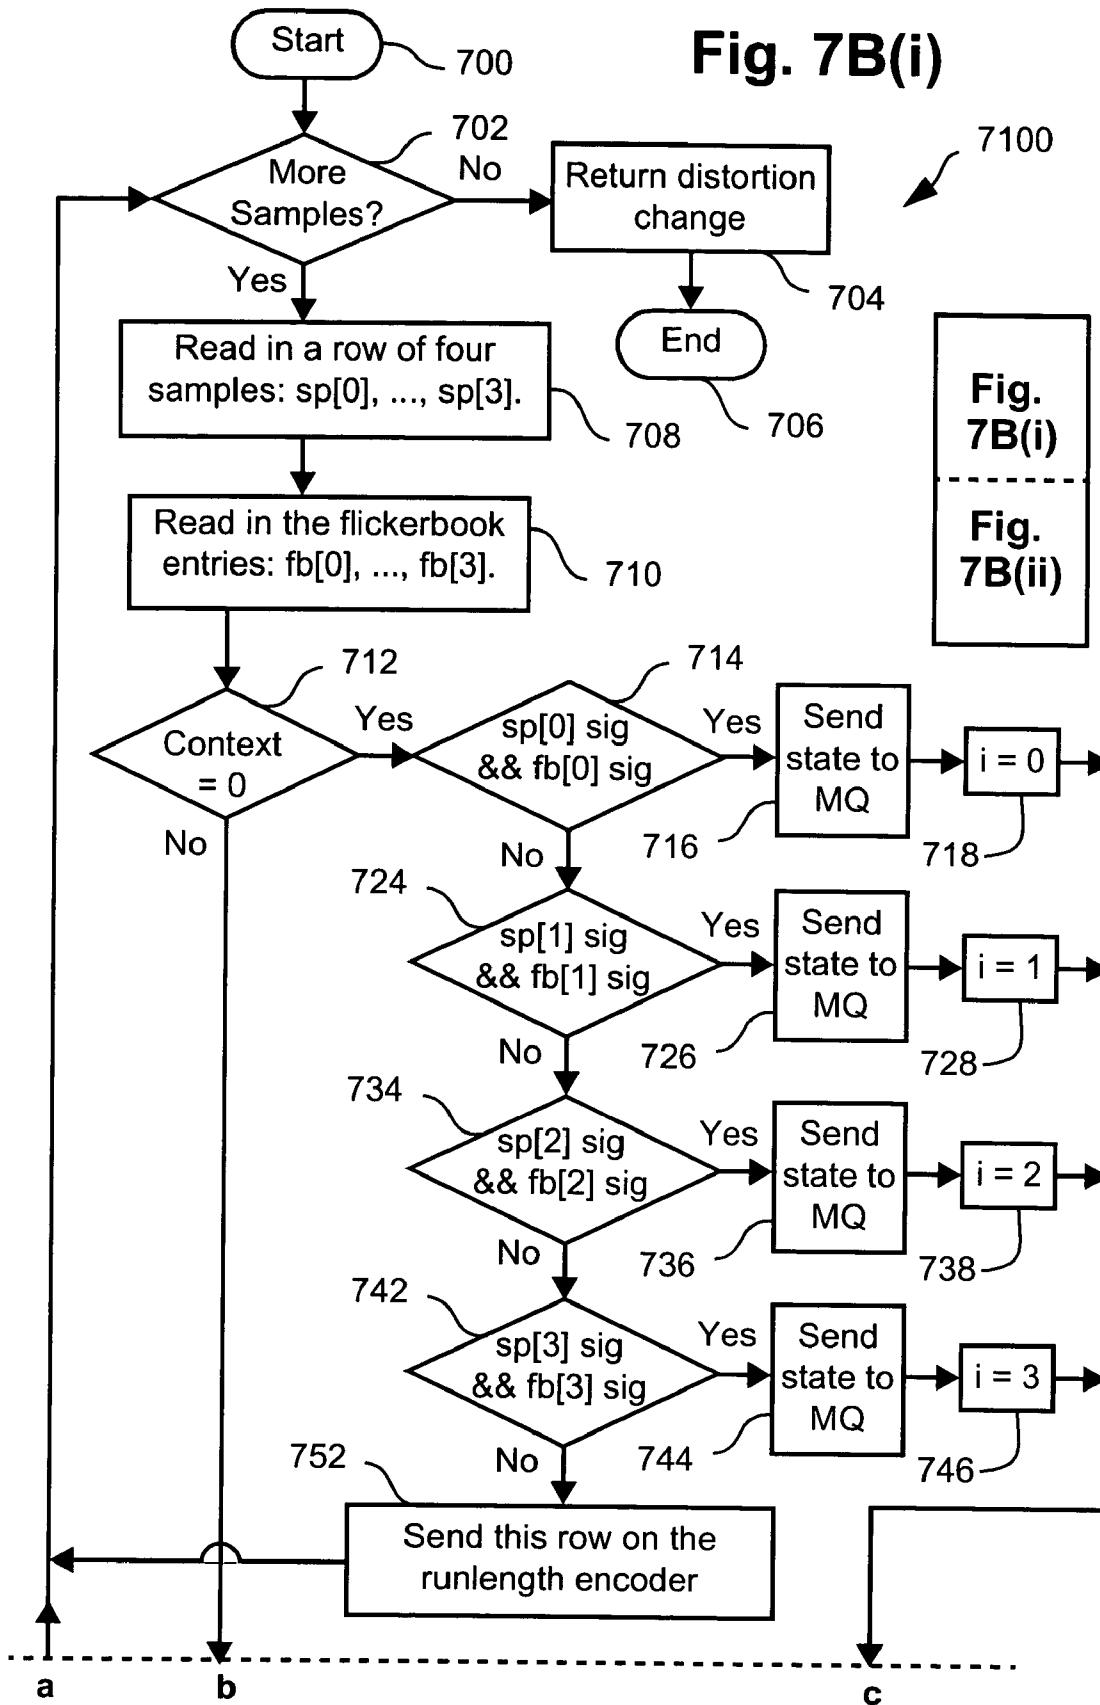 Fig. 7B(i)
Start
700
702
More
Samples?
No
Return distortion
change
7100
Yes
704
End
706
Read in a row of four
samples: sp[0], ..., sp[3].
708
Fig.
7B(i)
Fig.
7B(ii)
Read in the flickerbook
entries: fb[0], ..., fb[3].
710
712
Context
= 0
Yes
No
714
sp[0] sig
&& fb[0] sig
Yes
Send
state to
MQ
716
i = 0
718
No
724
sp[1] sig
&& fb[1] sig
Yes
Send
state to
MQ
726
i = 1
728
No
734
sp[2] sig
&& fb[2] sig
Yes
Send
state to
MQ
736
i = 2
738
No
742
sp[3] sig
&& fb[3] sig
Yes
Send
state to
MQ
744
i = 3
746
No
752
Send this row on the
runlength encoder
a
b
c